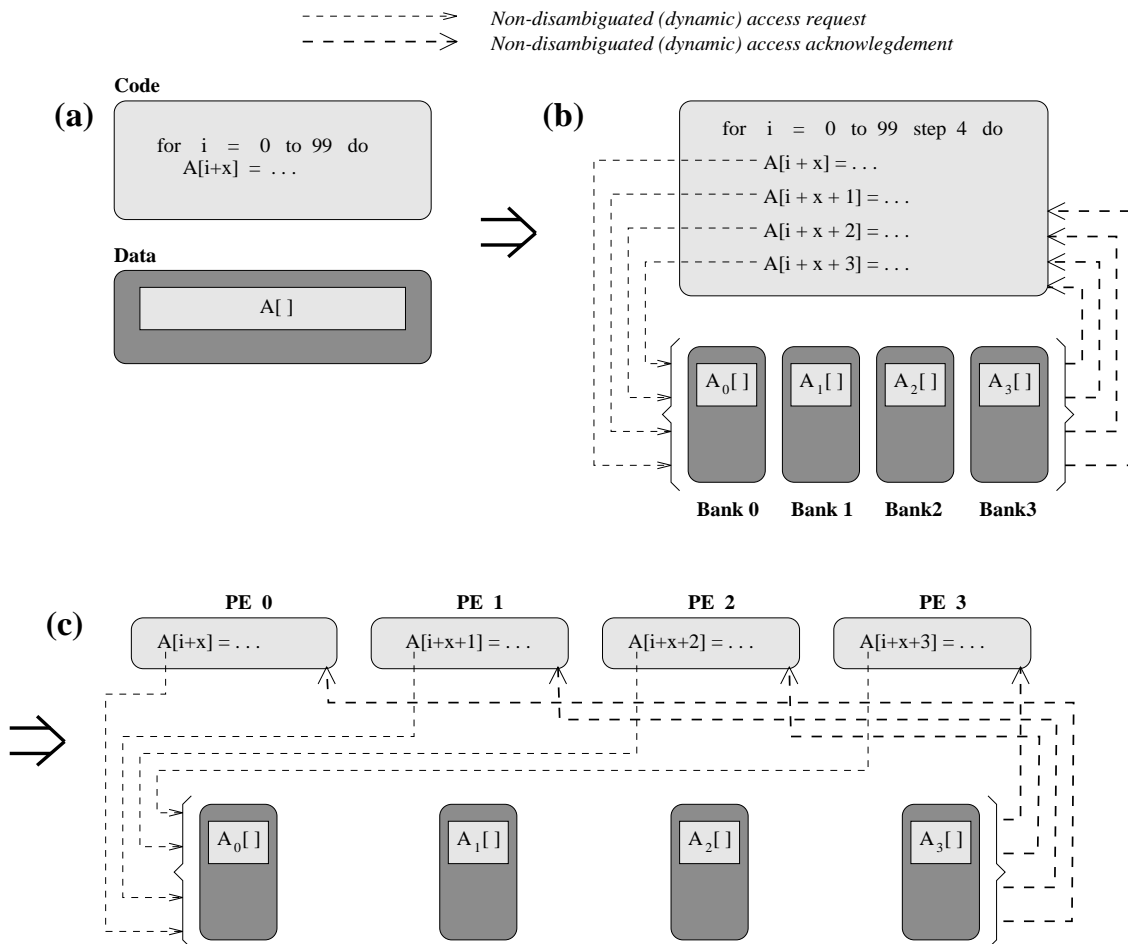 Non-disambiguated (dynamic) access request
Non-disambiguated (dynamic) access acknowlegdement
(a)
Code
for i = 0 to 99 do
A[i+x] = . . .
Data
A[ ]
(b)
for i = 0 to 99 step 4 do
A[i + x] = . . .
A[i + x + 1] = . . .
A[i + x + 2] = . . .
A[i + x + 3] = . . .
A0[ ] A1[ ] A2[ ] A3[ ]
Bank 0 Bank 1 Bank2 Bank3
(c)
PE 0 PE 1 PE 2 PE 3
A[i+x] = . . . A[i+x+1] = . . . A[i+x+2] = . . . A[i+x+3] = . . .
A0[ ] A1[ ] A2[ ] A3[ ]